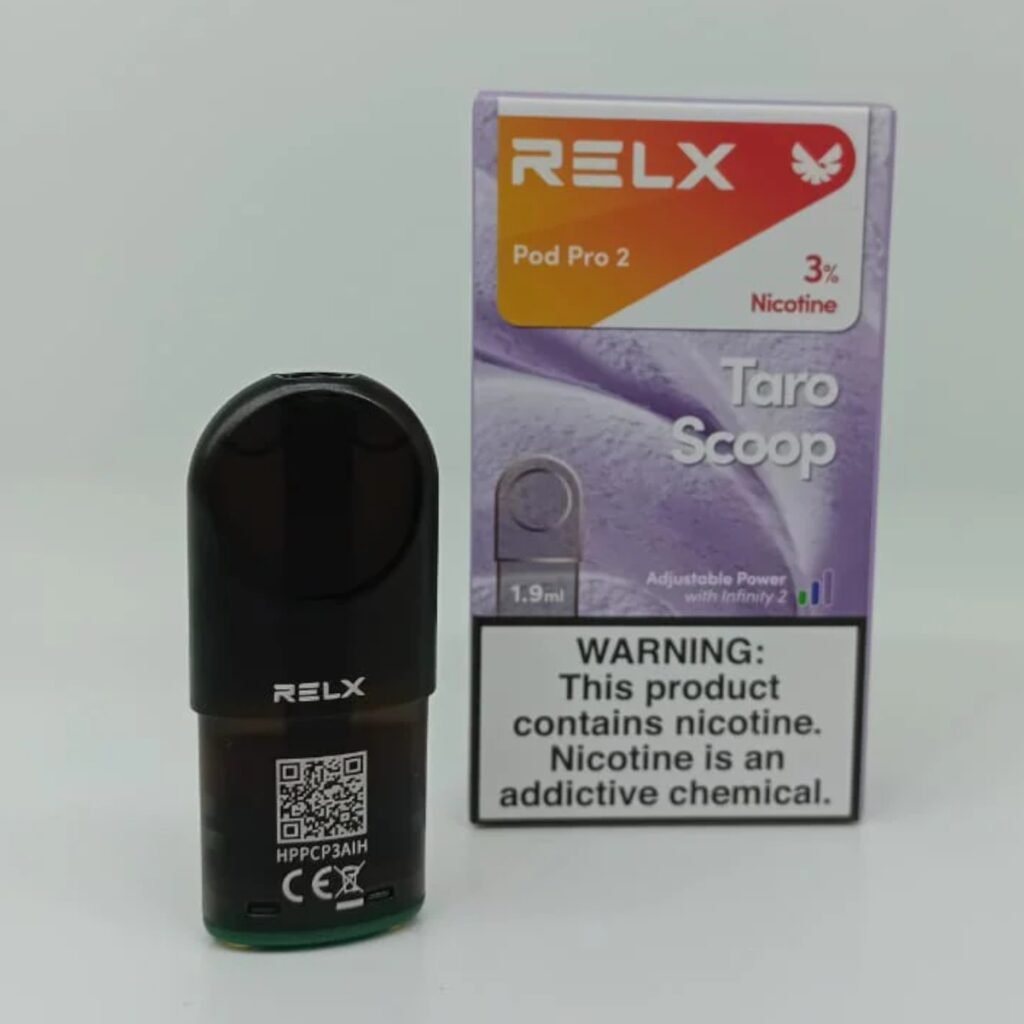 RELX
Pod Pro 2
3%
Nicotine
Taro
Scoop
1.9ml
Adjustable Power
with Infinity 2
WARNING:
This product
contains nicotine.
Nicotine is an
addictive chemical.
RELX
HPPCP3AIH
CE